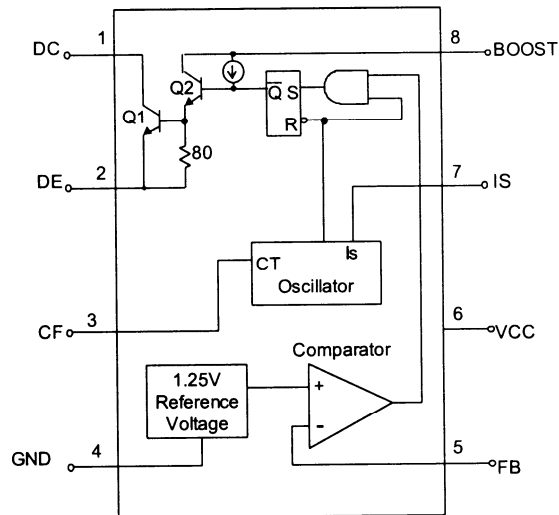 DC 1
8 BOOST
Q2
Q̅ S
Q1
R
80
DE 2
7 IS
Is
CT
Oscillator
CF 3
6 VCC
Comparator
1.25V
Reference
Voltage
+
-
GND 4
5 FB